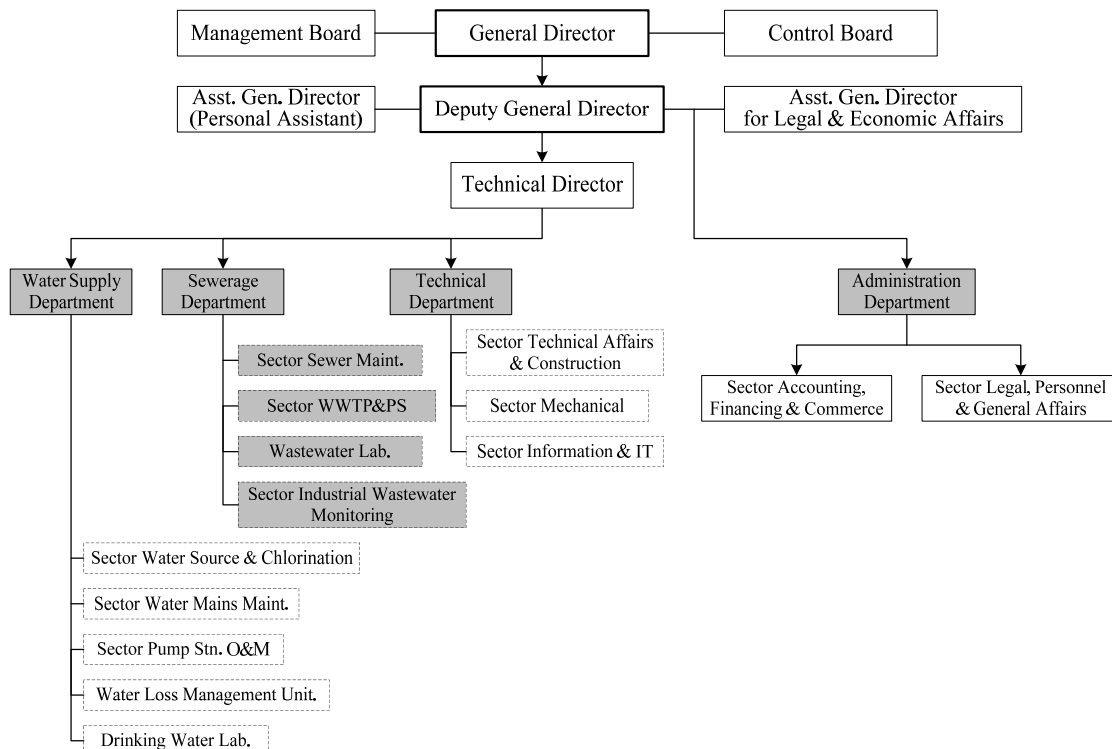 Management Board
General Director
Control Board
Asst. Gen. Director
(Personal Assistant)
Deputy General Director
Asst. Gen. Director
for Legal & Economic Affairs
Technical Director
Water Supply
Department
Sewerage
Department
Technical
Department
Administration
Department
Sector Sewer Maint.
Sector WWTP&PS
Wastewater Lab.
Sector Industrial Wastewater
Monitoring
Sector Technical Affairs
& Construction
Sector Mechanical
Sector Information & IT
Sector Accounting,
Financing & Commerce
Sector Legal, Personnel
& General Affairs
Sector Water Source & Chlorination
Sector Water Mains Maint.
Sector Pump Stn. O&M
Water Loss Management Unit.
Drinking Water Lab.